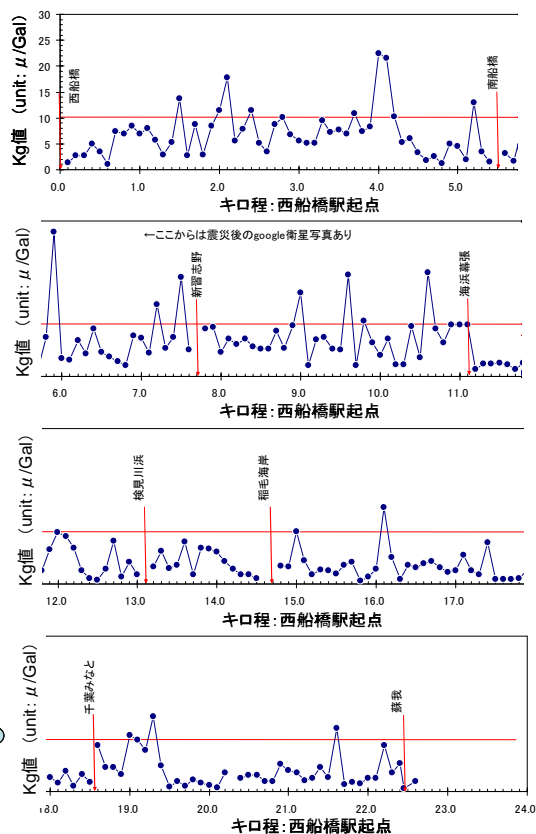 30
25
20
15
10
5
0
Kg値 (unit: μ/Gal)
西船橋
南船橋
0.0 1.0 2.0 3.0 4.0 5.0
キロ程：西船橋駅起点
←ここからは震災後のgoogle衛星写真あり
Kg値 (unit: μ/Gal)
新習志野
海浜幕張
6.0 7.0 8.0 9.0 10.0 11.0
キロ程：西船橋駅起点
Kg値 (unit: μ/Gal)
検見川浜
稲毛海岸
12.0 13.0 14.0 15.0 16.0 17.0
キロ程：西船橋駅起点
Kg値 (unit: μ/Gal)
千葉みなと
蘇我
18.0 19.0 20.0 21.0 22.0 23.0 24.0
キロ程：西船橋駅起点